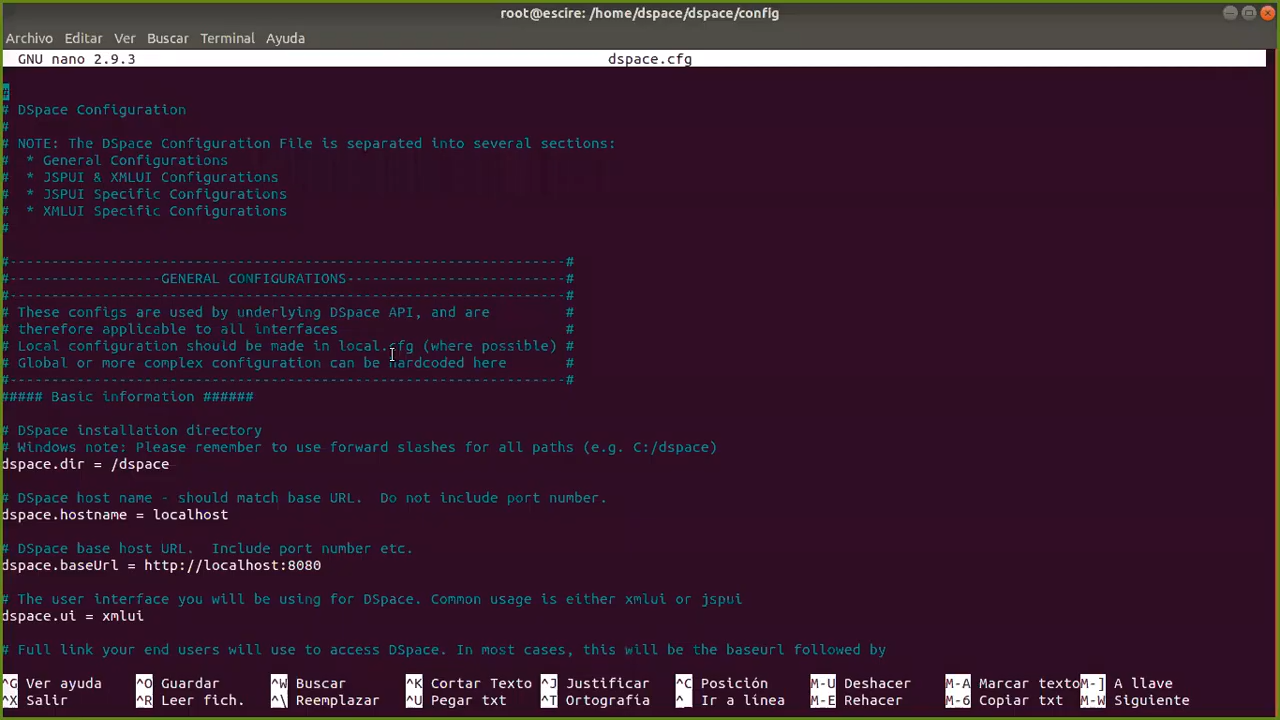 root@escire: /home/dspace/dspace/config
Archivo Editar Ver Buscar Terminal Ayuda
GNU nano 2.9.3 dspace.cfg
#
# DSpace Configuration
#
# NOTE: The DSpace Configuration File is separated into several sections:
# * General Configurations
# * JSPUI & XMLUI Configurations
# * JSPUI Specific Configurations
# * XMLUI Specific Configurations
#
#------------------------------------------------------------------#
#------------------GENERAL CONFIGURATIONS--------------------------#
#------------------------------------------------------------------#
# These configs are used by underlying DSpace API, and are #
# therefore applicable to all interfaces #
# Local configuration should be made in local.cfg (where possible) #
# Global or more complex configuration can be hardcoded here #
#------------------------------------------------------------------#
##### Basic information ######
# DSpace installation directory
# Windows note: Please remember to use forward slashes for all paths (e.g. C:/dspace)
dspace.dir = /dspace
# DSpace host name - should match base URL. Do not include port number.
dspace.hostname = localhost
# DSpace base host URL. Include port number etc.
dspace.baseUrl = http://localhost:8080
# The user interface you will be using for DSpace. Common usage is either xmlui or jspui
dspace.ui = xmlui
# Full link your end users will use to access DSpace. In most cases, this will be the baseurl followed by
^G Ver ayuda ^O Guardar ^W Buscar ^K Cortar Texto ^J Justificar ^C Posición M-U Deshacer M-A Marcar texto M-] A llave
^X Salir ^R Leer fich. ^\ Reemplazar ^U Pegar txt ^T Ortografía ^_ Ir a línea M-E Rehacer M-6 Copiar txt M-W Siguiente